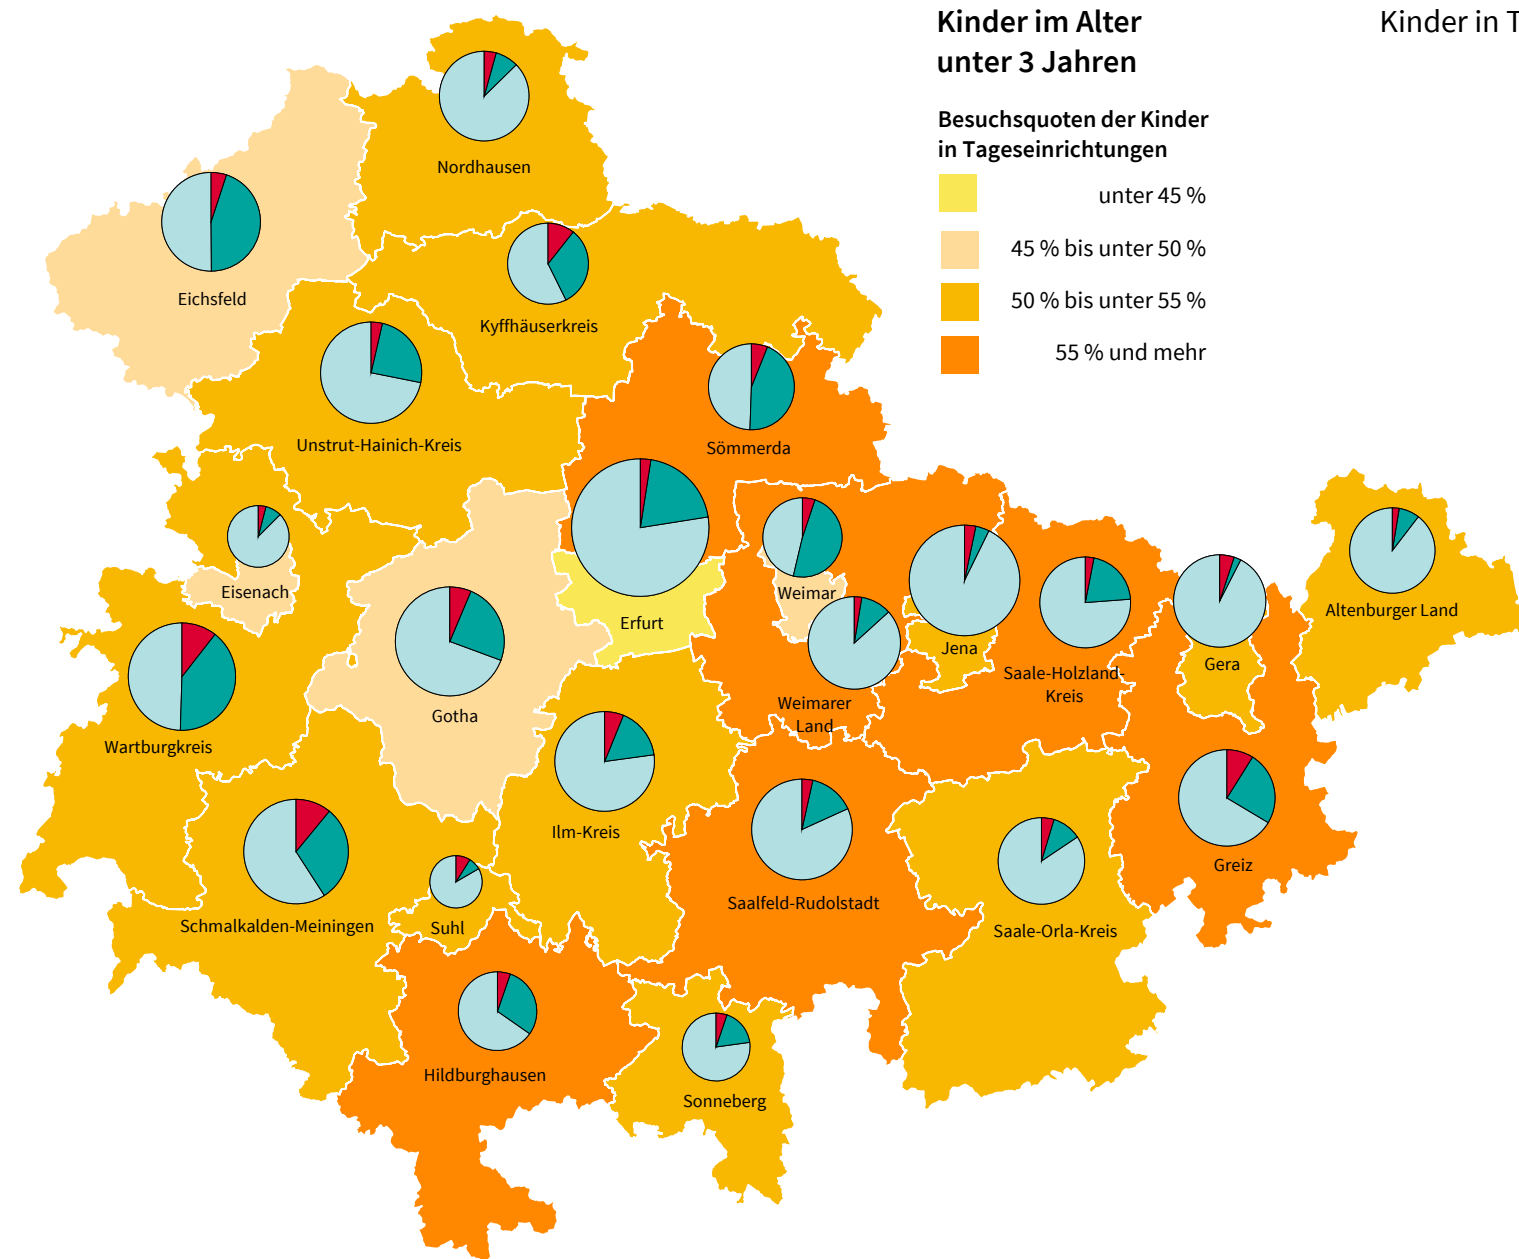 Kinder im Alter
unter 3 Jahren
Kinder in T
Besuchsquoten der Kinder
in Tageseinrichtungen
unter 45 %
45 % bis unter 50 %
50 % bis unter 55 %
55 % und mehr
Nordhausen
Eichsfeld
Kyffhäuserkreis
Unstrut-Hainich-Kreis
Sömmerda
Eisenach
Weimar
Erfurt
Altenburger Land
Jena
Gera
Saale-Holzland-
Kreis
Weimarer
Land
Gotha
Wartburgkreis
Ilm-Kreis
Greiz
Saalfeld-Rudolstadt
Schmalkalden-Meiningen
Suhl
Saale-Orla-Kreis
Hildburghausen
Sonneberg